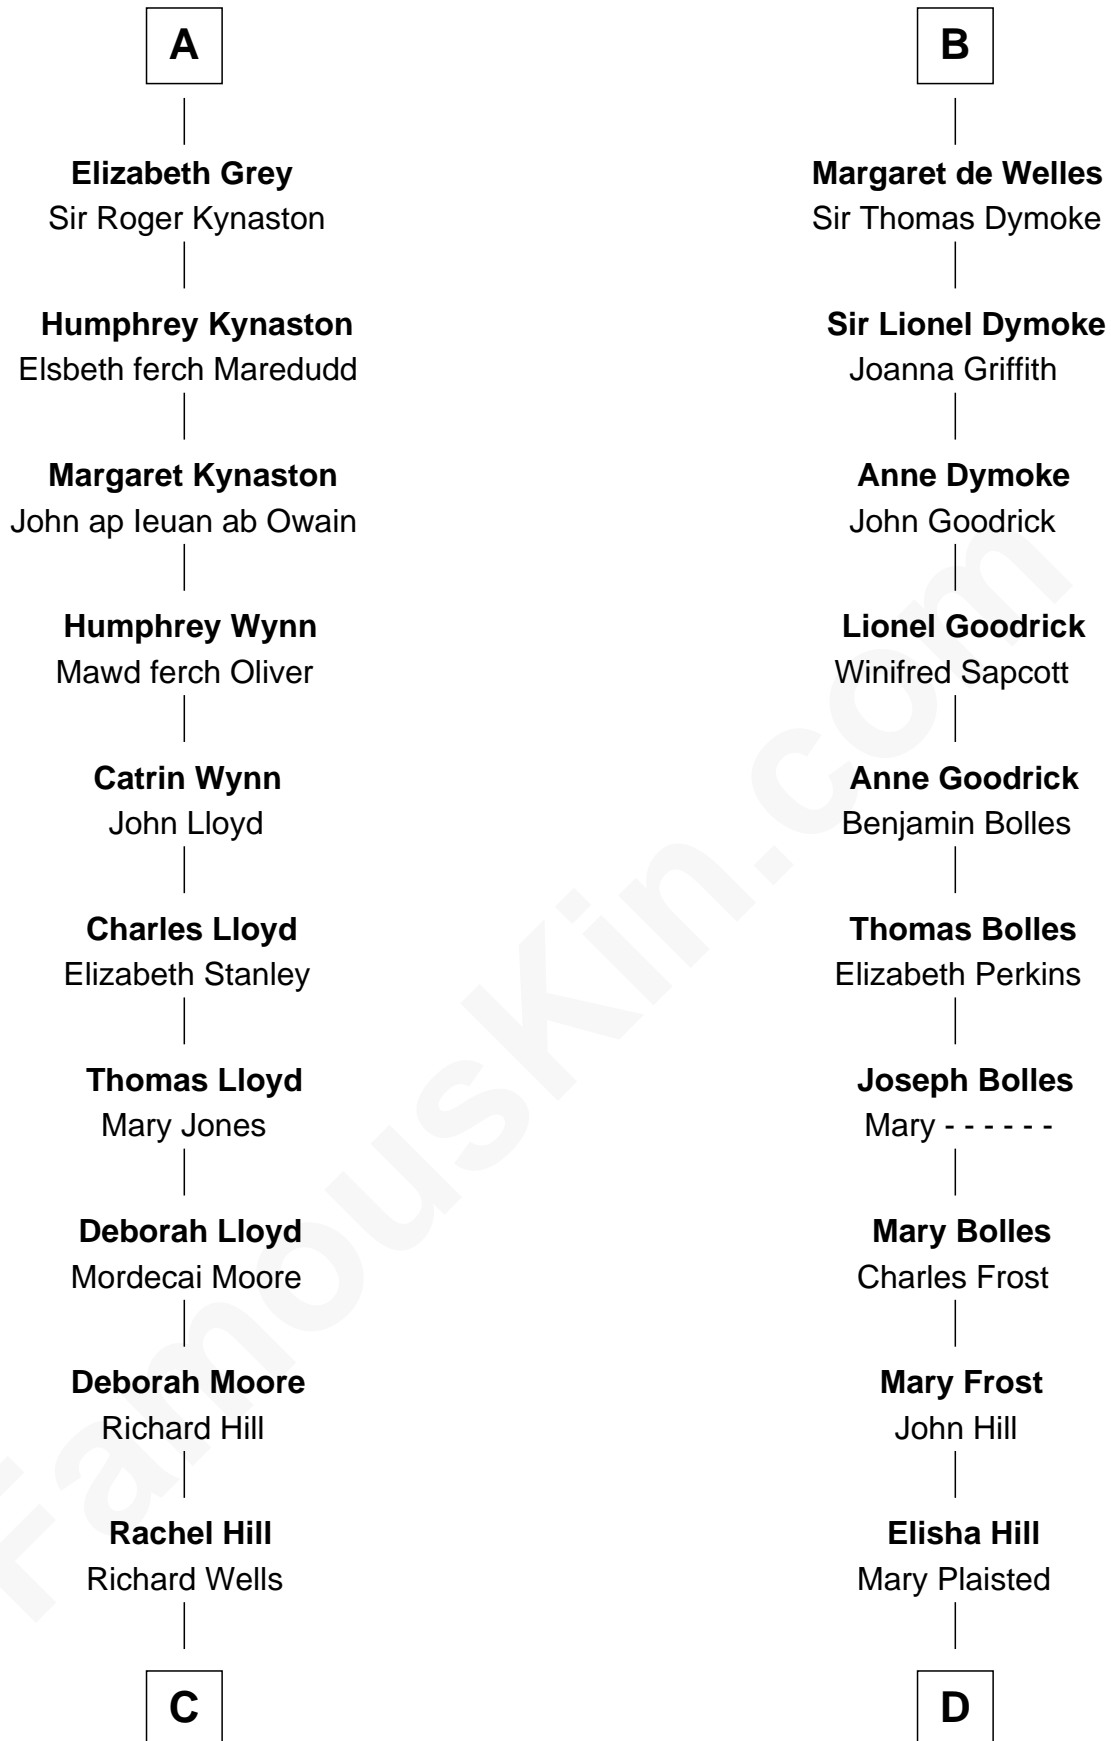 A
Elizabeth Grey
Sir Roger Kynaston
Humphrey Kynaston
Elsbeth ferch Maredudd
Margaret Kynaston
John ap Ieuan ab Owain
Humphrey Wynn
Mawd ferch Oliver
Catrin Wynn
John Lloyd
Charles Lloyd
Elizabeth Stanley
Thomas Lloyd
Mary Jones
Deborah Lloyd
Mordecai Moore
Deborah Moore
Richard Hill
Rachel Hill
Richard Wells
C
B
Margaret de Welles
Sir Thomas Dymoke
Sir Lionel Dymoke
Joanna Griffith
Anne Dymoke
John Goodrick
Lionel Goodrick
Winifred Sapcott
Anne Goodrick
Benjamin Bolles
Thomas Bolles
Elizabeth Perkins
Joseph Bolles
Mary - - - - - -
Mary Bolles
Charles Frost
Mary Frost
John Hill
Elisha Hill
Mary Plaisted
D
FamousKin.com